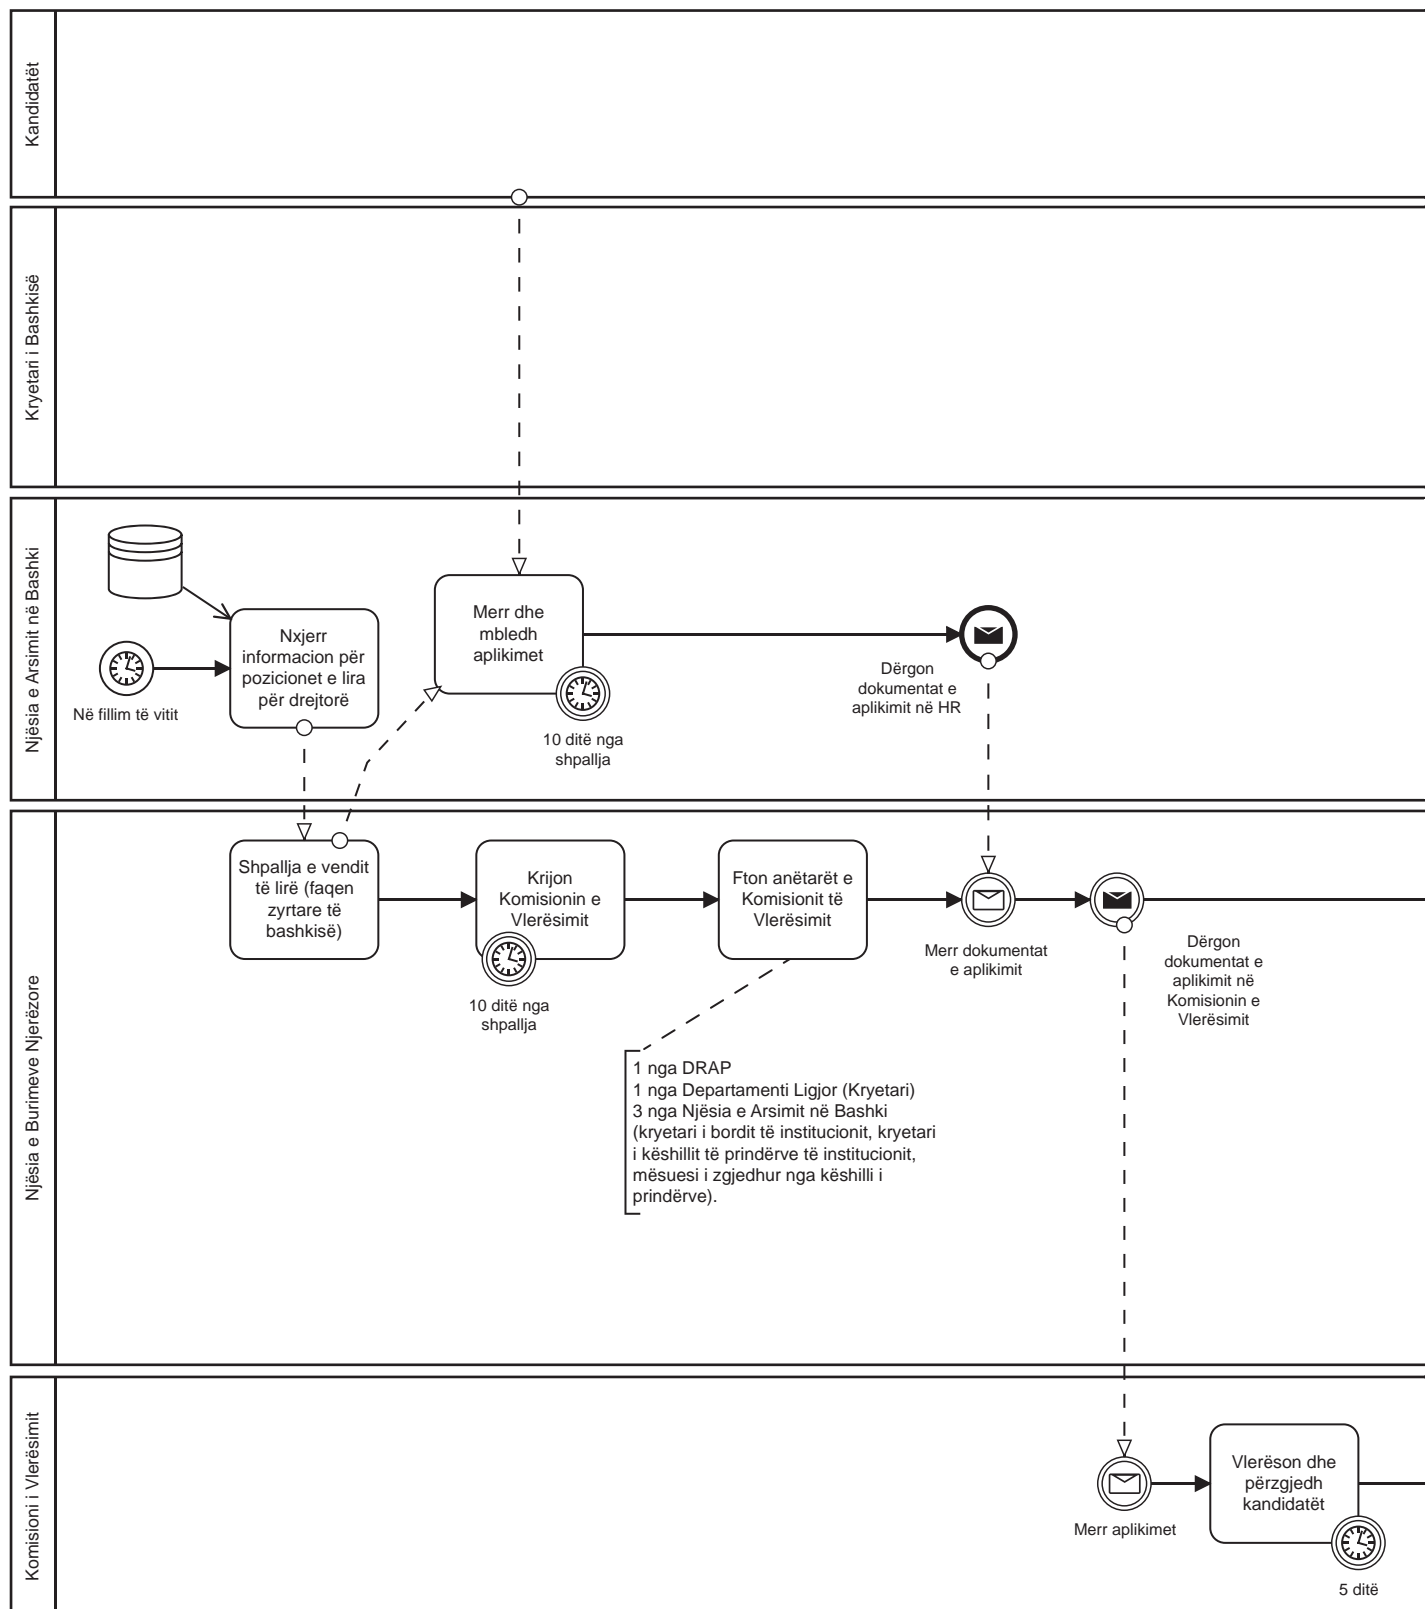 Kandidatët
Kryetari i Bashkisë
Njësia e Arsimit në Bashki
Nxjerr
informacion për
pozicionet e lira
për drejtorë
Në fillim të vitit
Merr dhe
mbledh
aplikimet
10 ditë nga
shpallja
Dërgon
dokumentat e
aplikimit në HR
Njësia e Burimeve Njerëzore
Shpallja e vendit
të lirë (faqen
zyrtare të
bashkisë)
Krijon
Komisionin e
Vlerësimit
10 ditë nga
shpallja
Fton anëtarët e
Komisionit të
Vlerësimit
Merr dokumentat
e aplikimit
Dërgon
dokumentat e
aplikimit në
Komisionin e
Vlerësimit
1 nga DRAP
1 nga Departamenti Ligjor (Kryetari)
3 nga Njësia e Arsimit në Bashki
(kryetari i bordit të institucionit, kryetari
i këshillit të prindërve të institucionit,
mësuesi i zgjedhur nga këshilli i
prindërve).
Komisioni i Vlerësimit
Merr aplikimet
Vlerëson dhe
përzgjedh
kandidatët
5 ditë